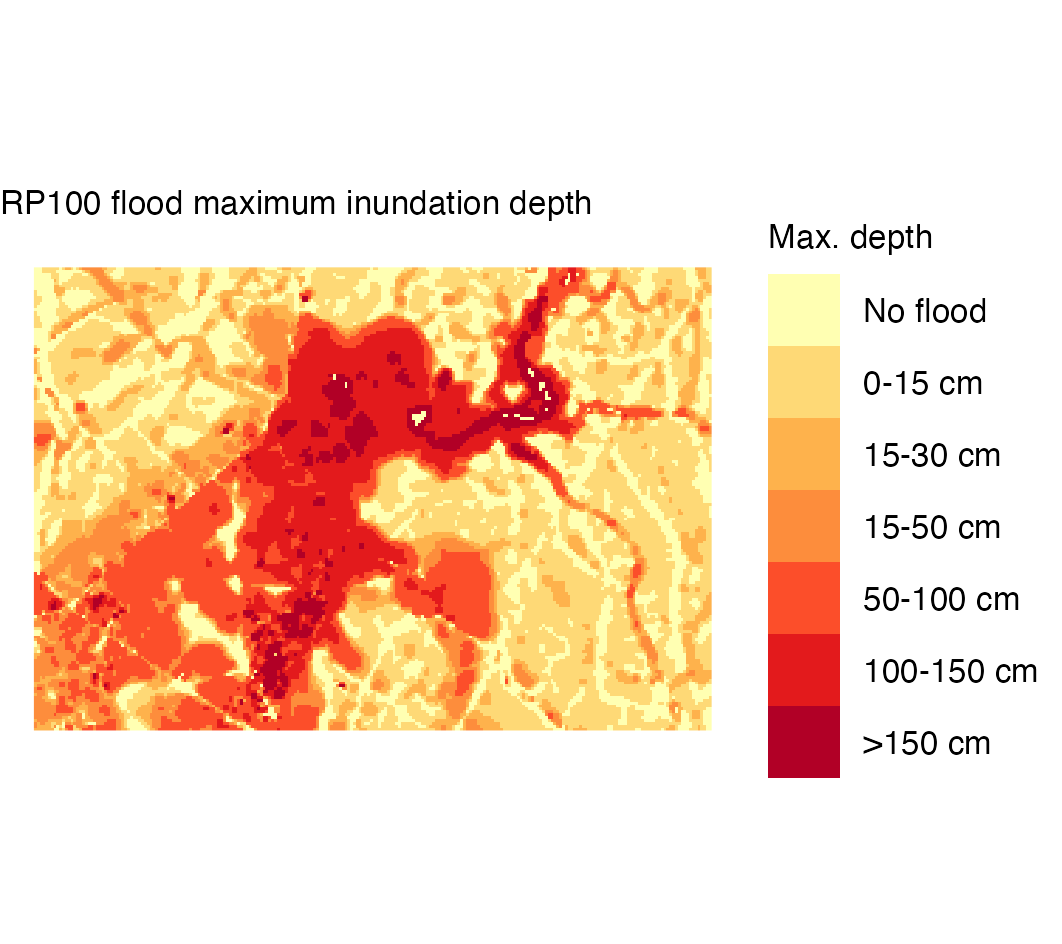 RP100 flood maximum inundation depth
Max. depth
No flood
0-15 cm
15-30 cm
15-50 cm
50-100 cm
100-150 cm
>150 cm